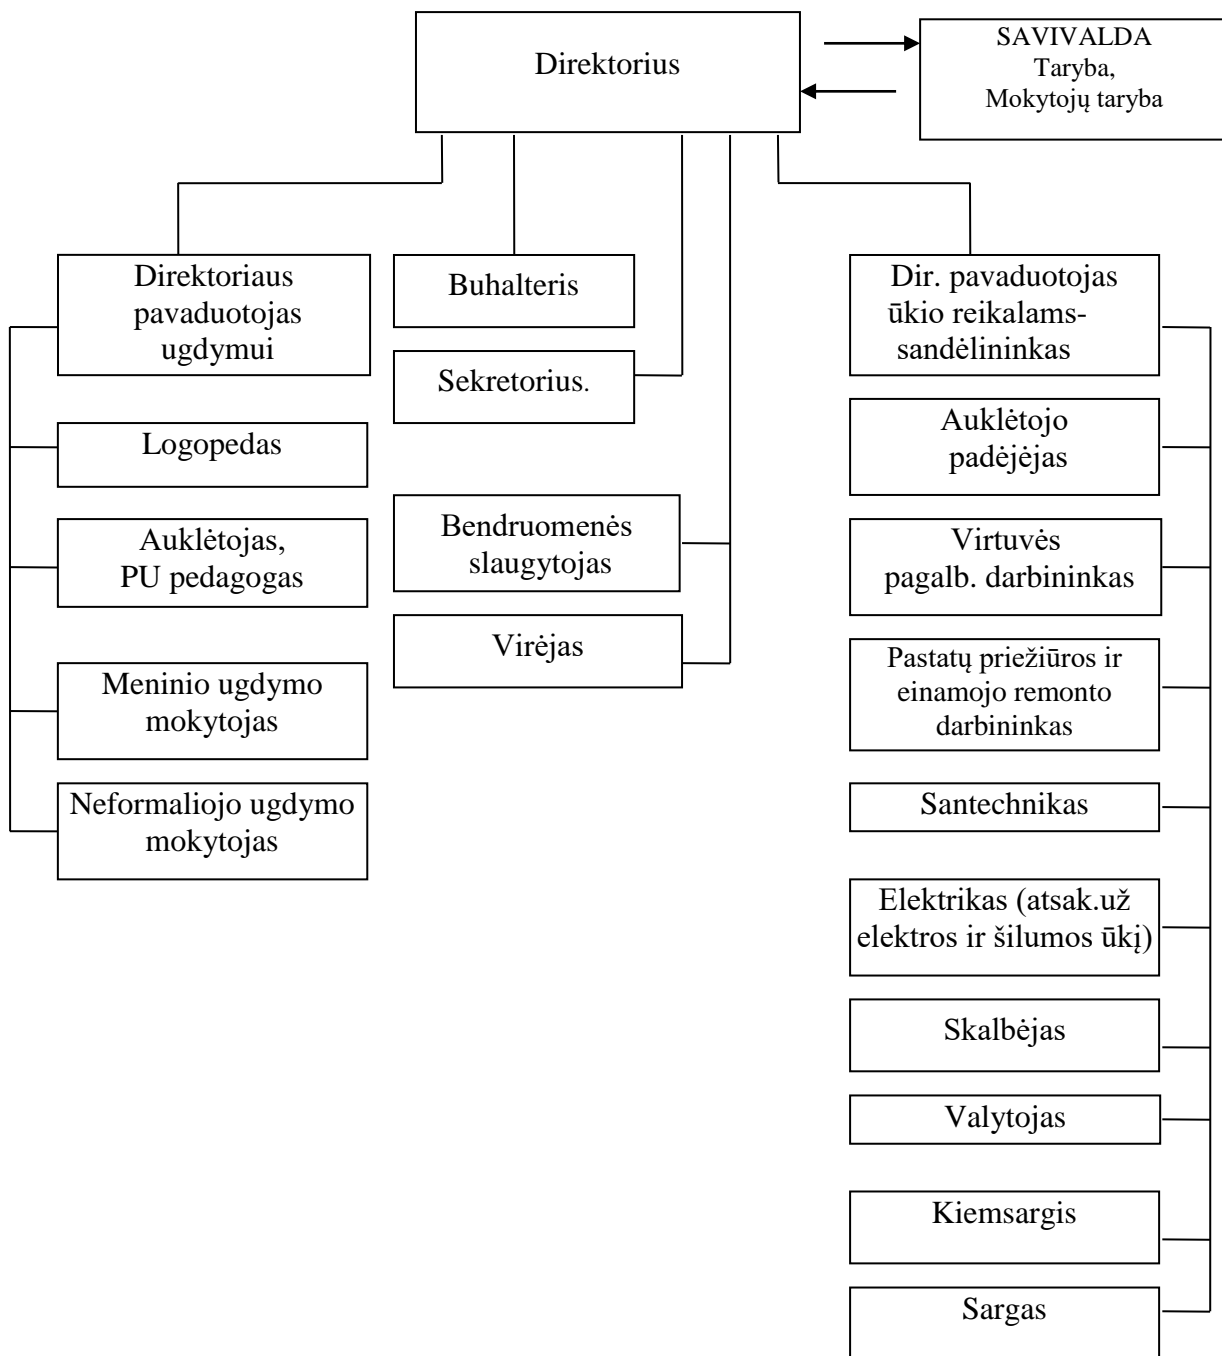 Direktorius
SAVIVALDA
Taryba,
Mokytojų taryba
Direktoriaus
pavaduotojas
ugdymui
Logopedas
Auklėtojas,
PU pedagogas
Meninio ugdymo
mokytojas
Neformaliojo ugdymo
mokytojas
Buhalteris
Sekretorius.
Bendruomenės
slaugytojas
Virėjas
Dir. pavaduotojas
ūkio reikalams-
sandėlininkas
Auklėtojo
padėjėjas
Virtuvės
pagalb. darbininkas
Pastatų priežiūros ir
einamojo remonto
darbininkas
Santechnikas
Elektrikas (atsak.už
elektros ir šilumos ūkį)
Skalbėjas
Valytojas
Kiemsargis
Sargas